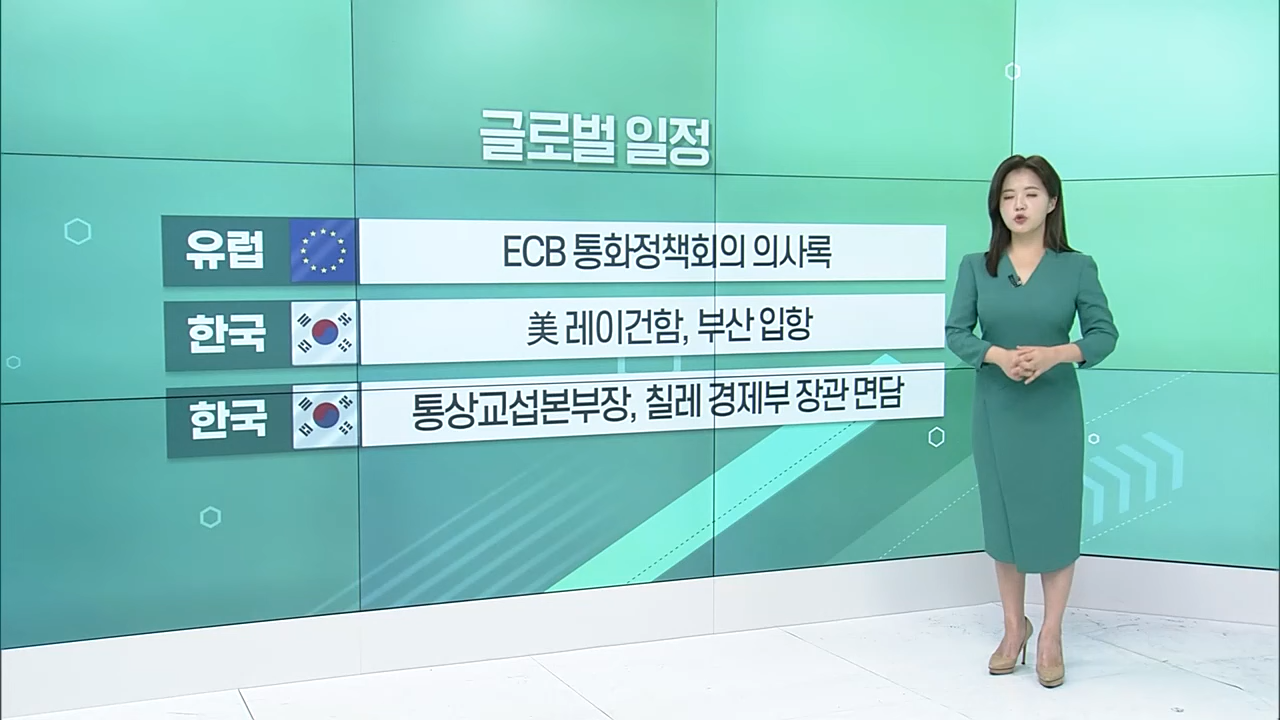 글로벌 일정
유럽 ECB 통화정책회의 의사록
한국 美 레이건함, 부산 입항
한국 통상교섭본부장, 칠레 경제부 장관 면담